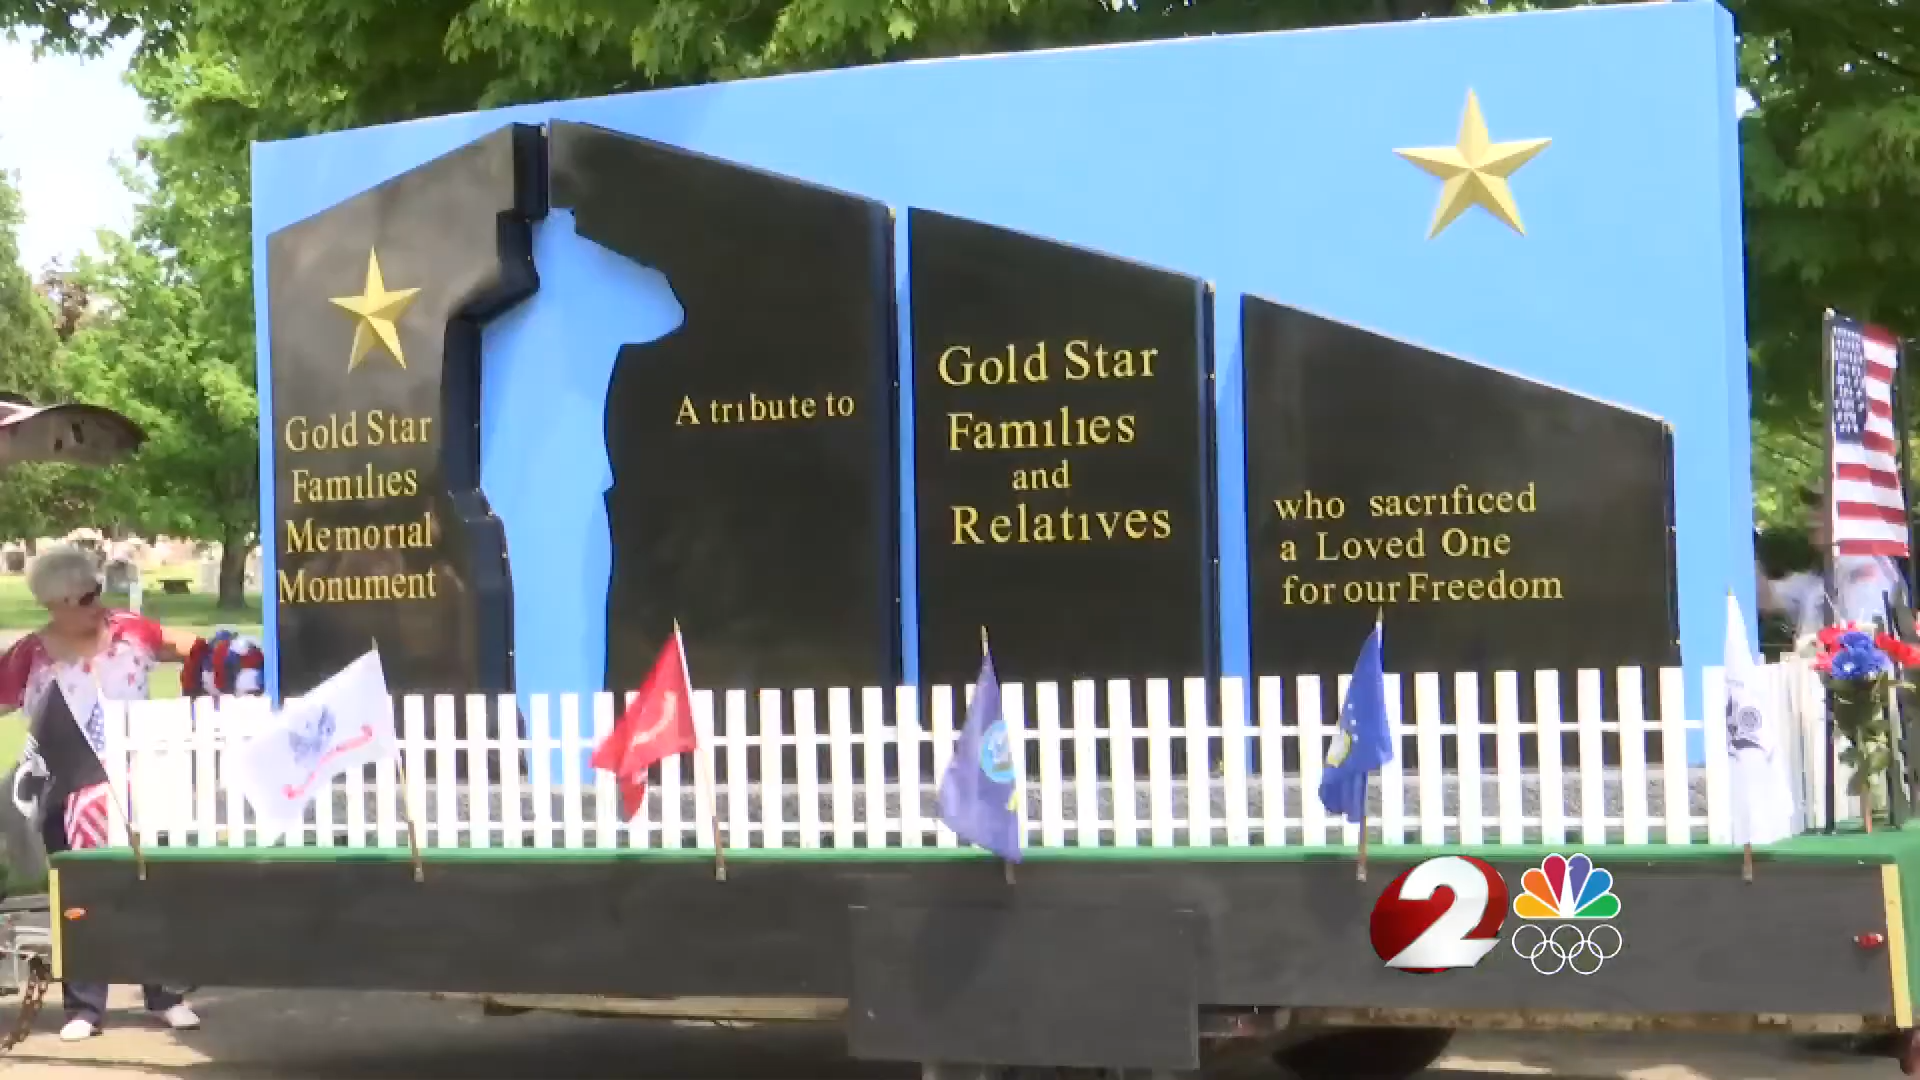 Gold Star
Families
Memorial
Monument
A tribute to
Gold Star
Families
and
Relatives
who sacrificed
a Loved One
for our Freedom
2